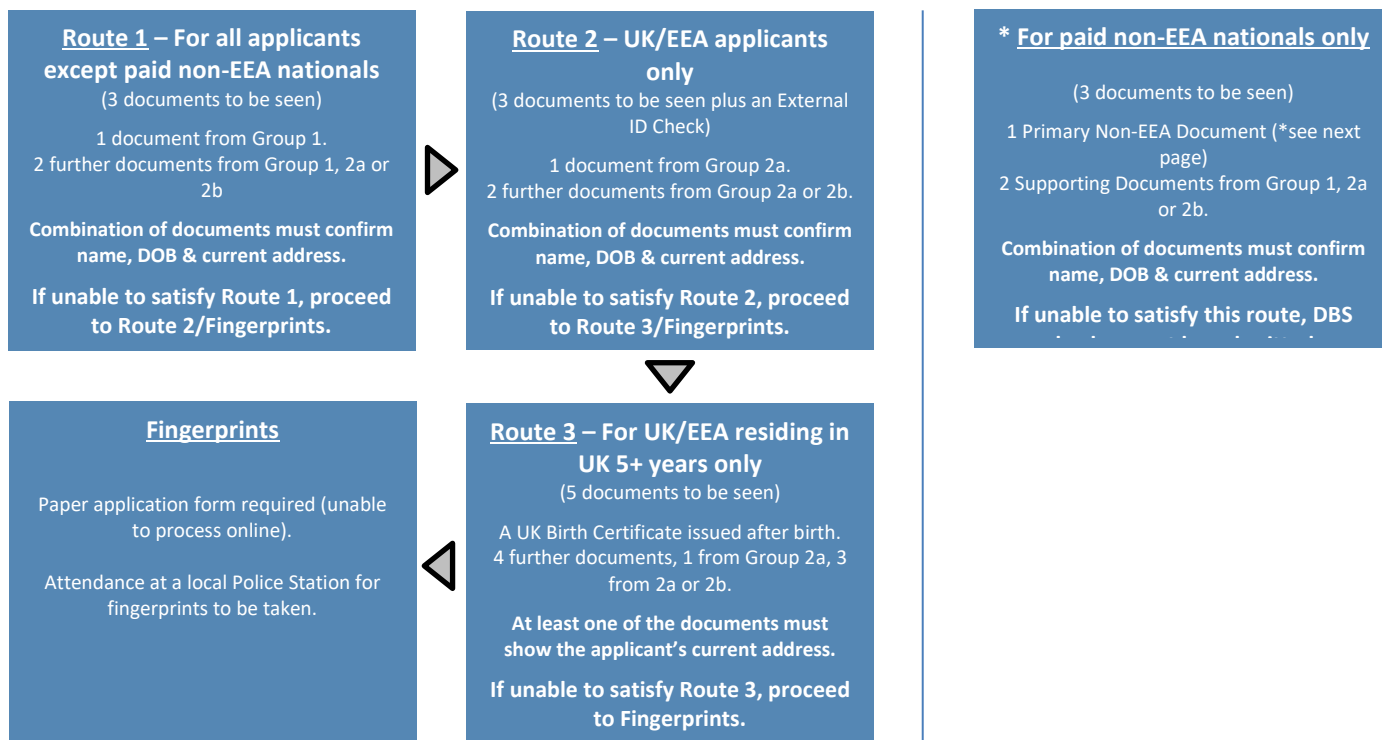 Route 1 – For all applicants
except paid non-EEA nationals
(3 documents to be seen)
1 document from Group 1.
2 further documents from Group 1, 2a or
2b
Combination of documents must confirm
name, DOB & current address.
If unable to satisfy Route 1, proceed
to Route 2/Fingerprints.
Route 2 – UK/EEA applicants
only
(3 documents to be seen plus an External
ID Check)
1 document from Group 2a.
2 further documents from Group 2a or 2b.
Combination of documents must confirm
name, DOB & current address.
If unable to satisfy Route 2, proceed
to Route 3/Fingerprints.
* For paid non-EEA nationals only
(3 documents to be seen)
1 Primary Non-EEA Document (*see next
page)
2 Supporting Documents from Group 1, 2a
or 2b.
Combination of documents must confirm
name, DOB & current address.
If unable to satisfy this route, DBS
Route 3 – For UK/EEA residing in
UK 5+ years only
(5 documents to be seen)
A UK Birth Certificate issued after birth.
4 further documents, 1 from Group 2a, 3
from 2a or 2b.
At least one of the documents must
show the applicant’s current address.
If unable to satisfy Route 3, proceed
to Fingerprints.
Fingerprints
Paper application form required (unable
to process online).
Attendance at a local Police Station for
fingerprints to be taken.